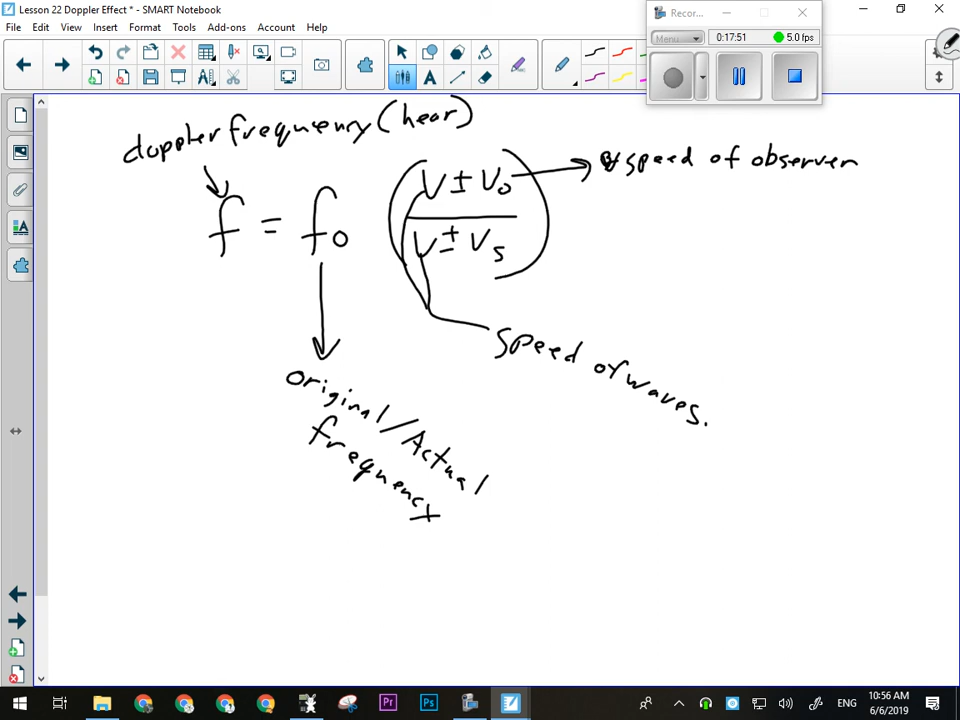 Lesson 22 Doppler Effect * - SMART Notebook
Recor...
File Edit View Insert Format Tools Add-ons Account Help
Menu
0:17:51
5.0 fps
doppler frequency (hear)
speed of observer
f = fo (V ± Vo / V ± Vs)
speed of waves.
original/Actual
frequency
ENG
10:56 AM
6/6/2019